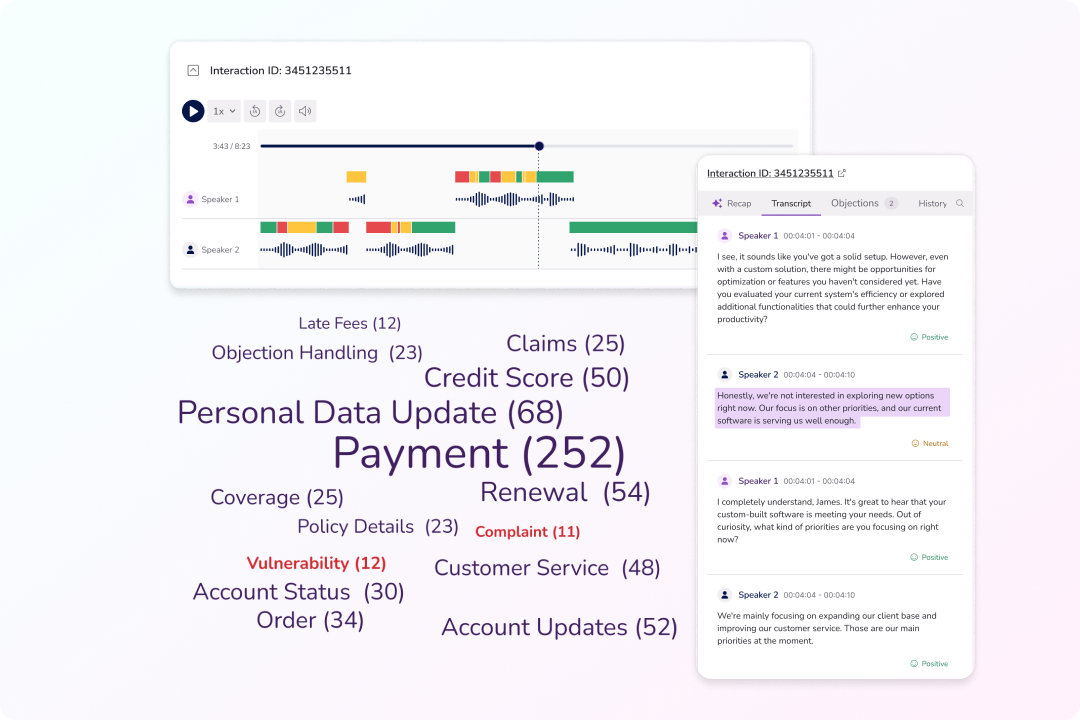 Interaction ID: 3451235511
1x
3:43 / 8:23
Speaker 1
Speaker 2
Late Fees (12)
Objection Handling (23)
Claims (25)
Credit Score (50)
Personal Data Update (68)
Payment (252)
Coverage (25)
Renewal (54)
Policy Details (23)
Complaint (11)
Vulnerability (12)
Customer Service (48)
Account Status (30)
Order (34)
Account Updates (52)
Interaction ID: 3451235511
Recap Transcript Objections 2 History
Speaker 1 00:04:01 - 00:04:04
I see, it sounds like you've got a solid setup. However, even
with a custom solution, there might be opportunities for
optimization or features you haven't considered yet. Have
you evaluated your current system's efficiency or explored
additional functionalities that could further enhance your
productivity?
Positive
Speaker 2 00:04:04 - 00:04:10
Honestly, we're not interested in exploring new options
right now. Our focus is on other priorities, and our current
software is serving us well enough.
Neutral
Speaker 1 00:04:01 - 00:04:04
I completely understand, James. It's great to hear that your
custom-built software is meeting your needs. Out of
curiosity, what kind of priorities are you focusing on right
now?
Positive
Speaker 2 00:04:04 - 00:04:10
We're mainly focusing on expanding our client base and
improving our customer service. Those are our main
priorities at the moment.
Positive